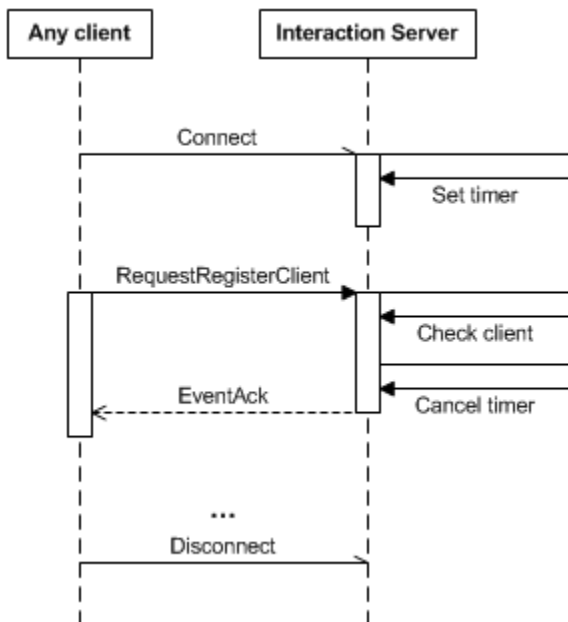 Any client
Interaction Server
Connect
Set timer
RequestRegisterClient
Check client
Cancel timer
EventAck
...
Disconnect